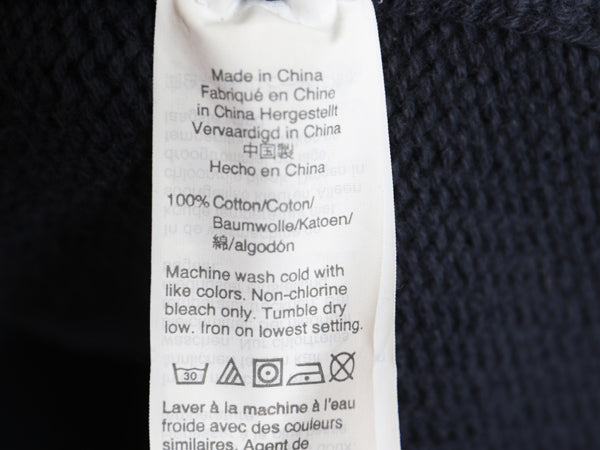 Made in China
Fabriqué en Chine
in China Hergestellt
Vervaardigd in China
中国製
Hecho en China
100% Cotton/Coton/
Baumwolle/Katoen/
綿/algodón
Machine wash cold with
like colors. Non-chlorine
bleach only. Tumble dry
low. Iron on lowest setting.
30
Laver à la machine à l'eau
froide avec des couleurs
similaires. Agent de